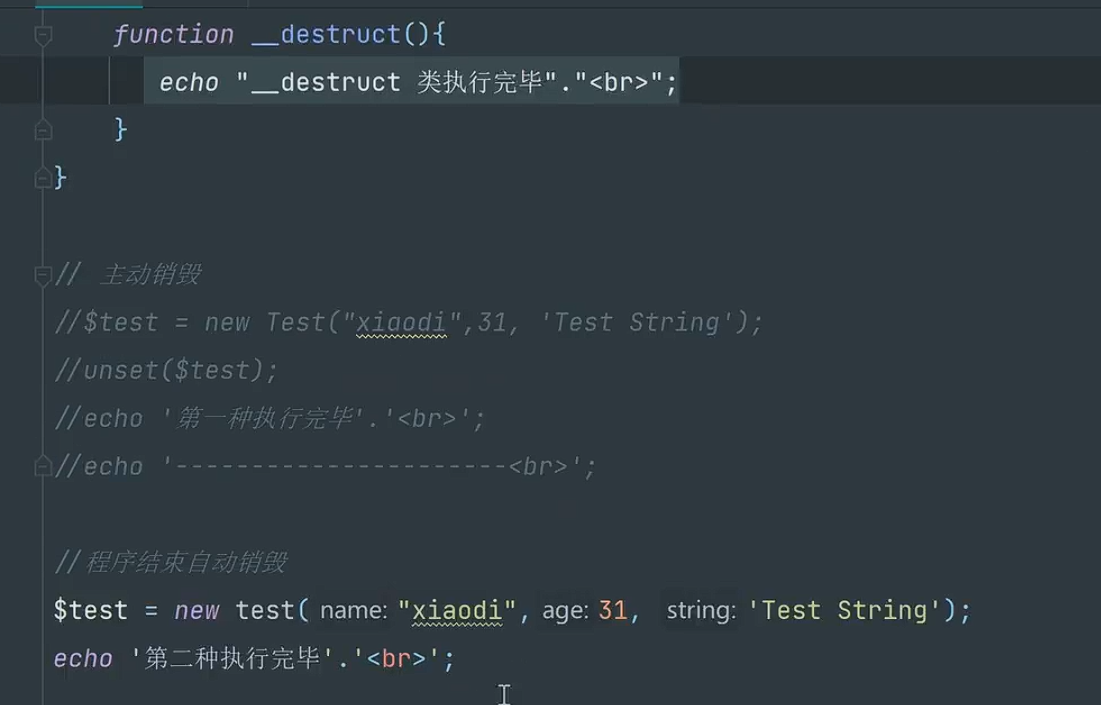 function __destruct(){
echo "__destruct 类执行完毕"."<br>";
}
}
// 主动销毁
//$test = new Test("xiaodi",31, 'Test String');
//unset($test);
//echo '第一种执行完毕'.'<br>';
//echo '----------------------<br>';
//程序结束自动销毁
$test = new test( name: "xiaodi", age: 31, string: 'Test String');
echo '第二种执行完毕'.'<br>';